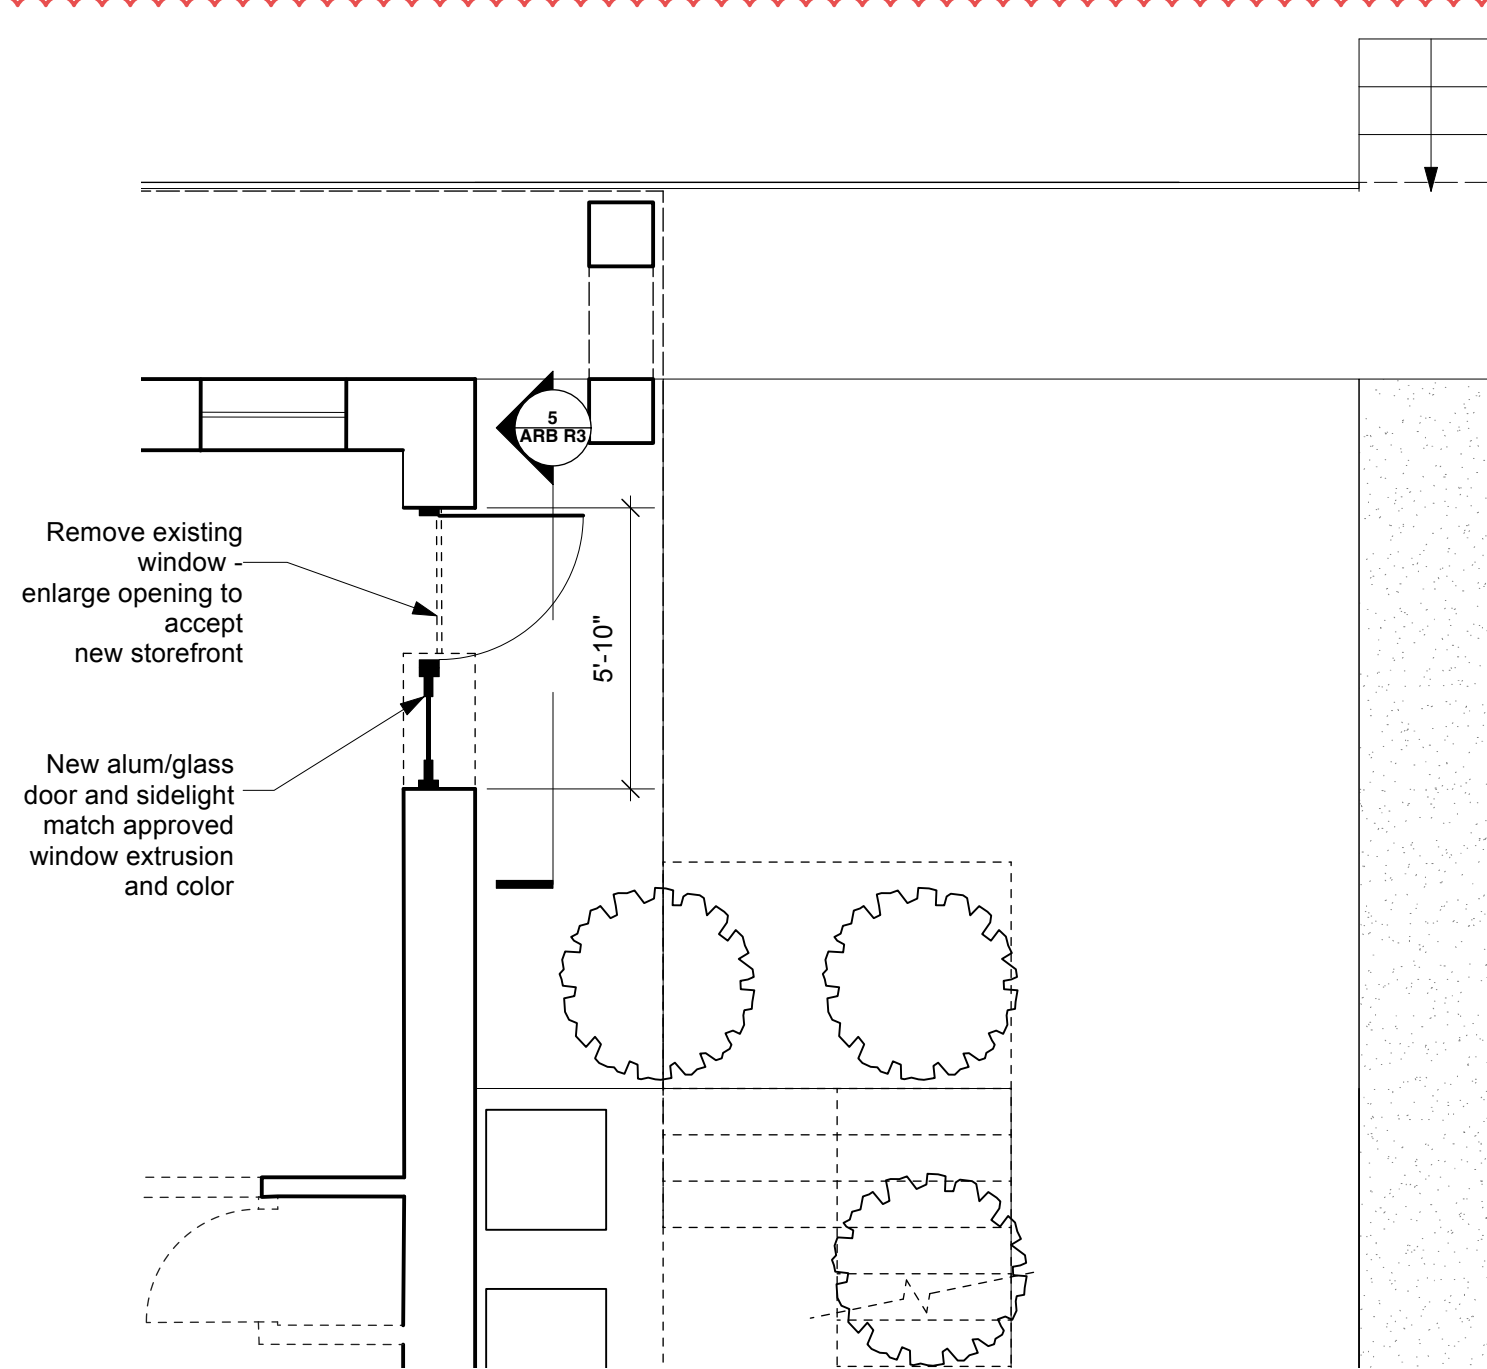 5
ARB R3
Remove existing
window -
enlarge opening to
accept
new storefront
5'-10"
New alum/glass
door and sidelight
match approved
window extrusion
and color